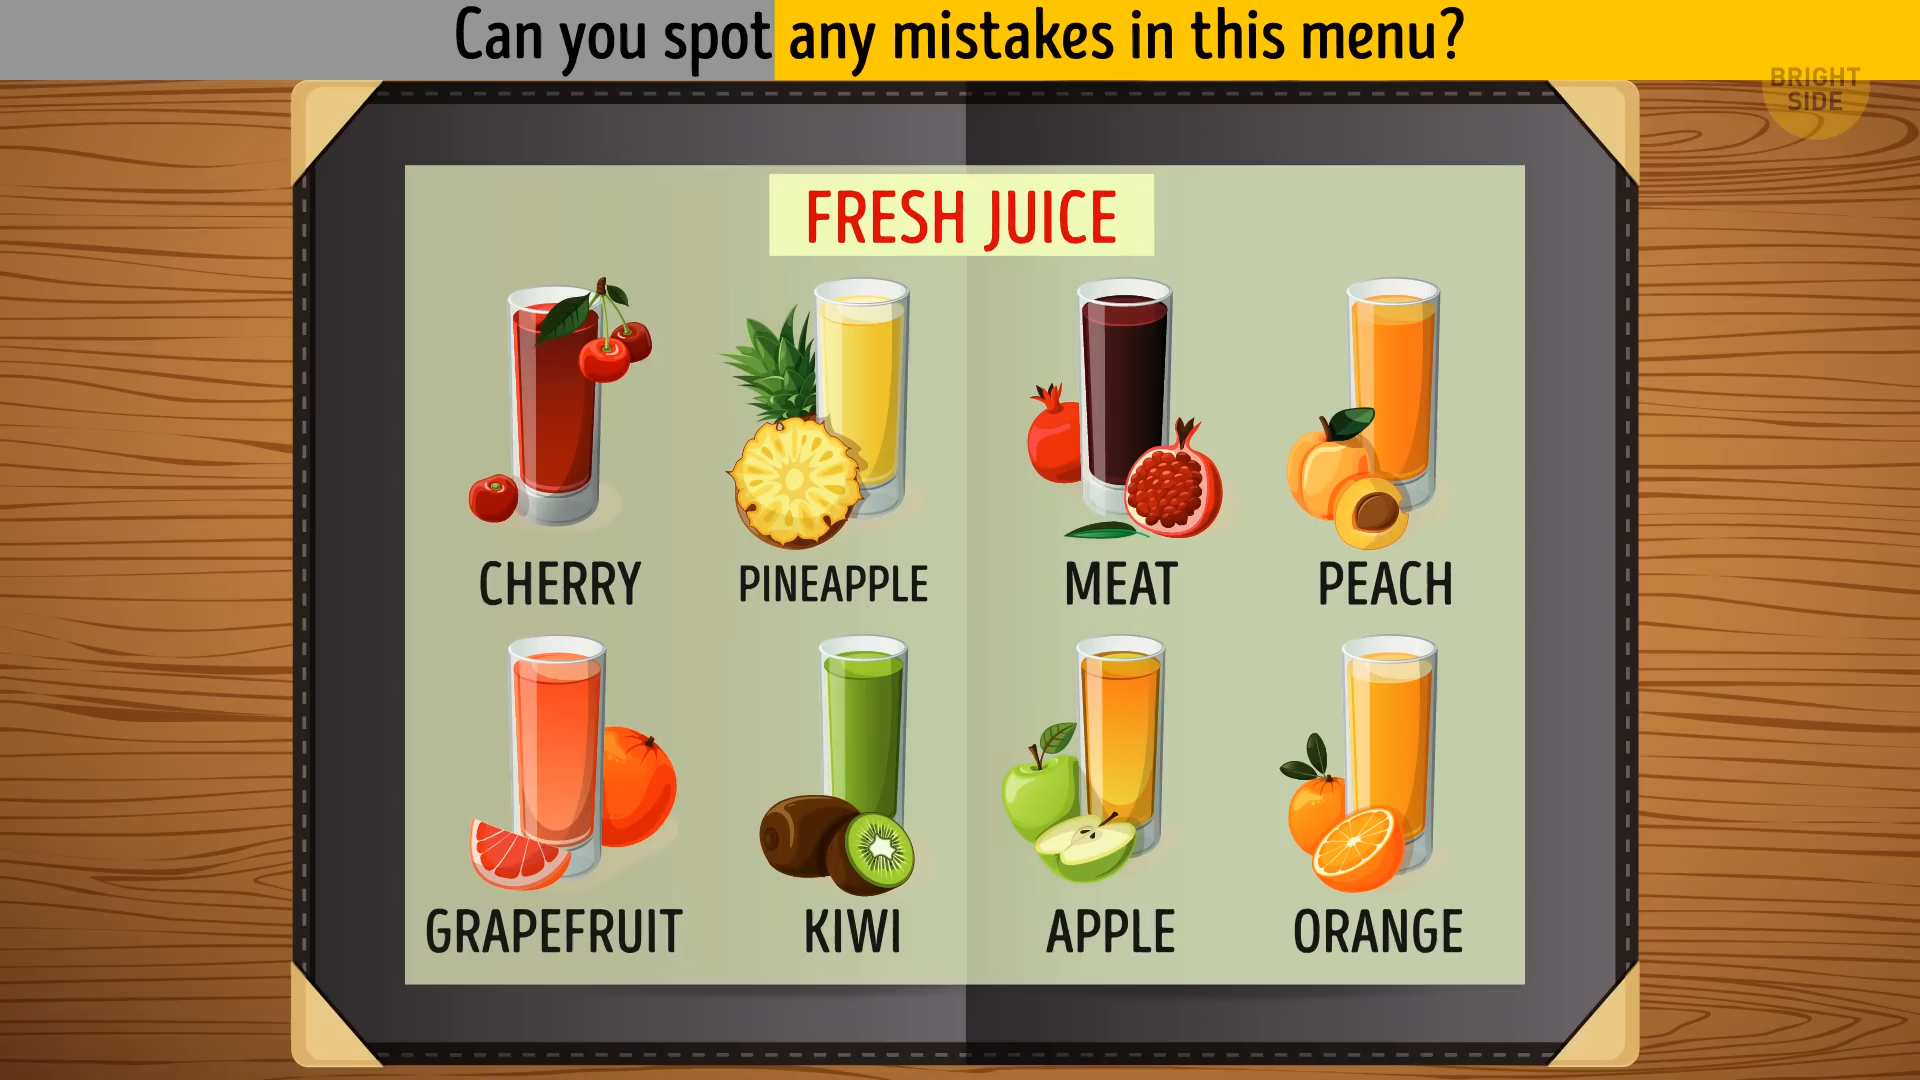 Can you spot any mistakes in this menu?
BRIGHT
SIDE
FRESH JUICE
CHERRY
PINEAPPLE
MEAT
PEACH
GRAPEFRUIT
KIWI
APPLE
ORANGE